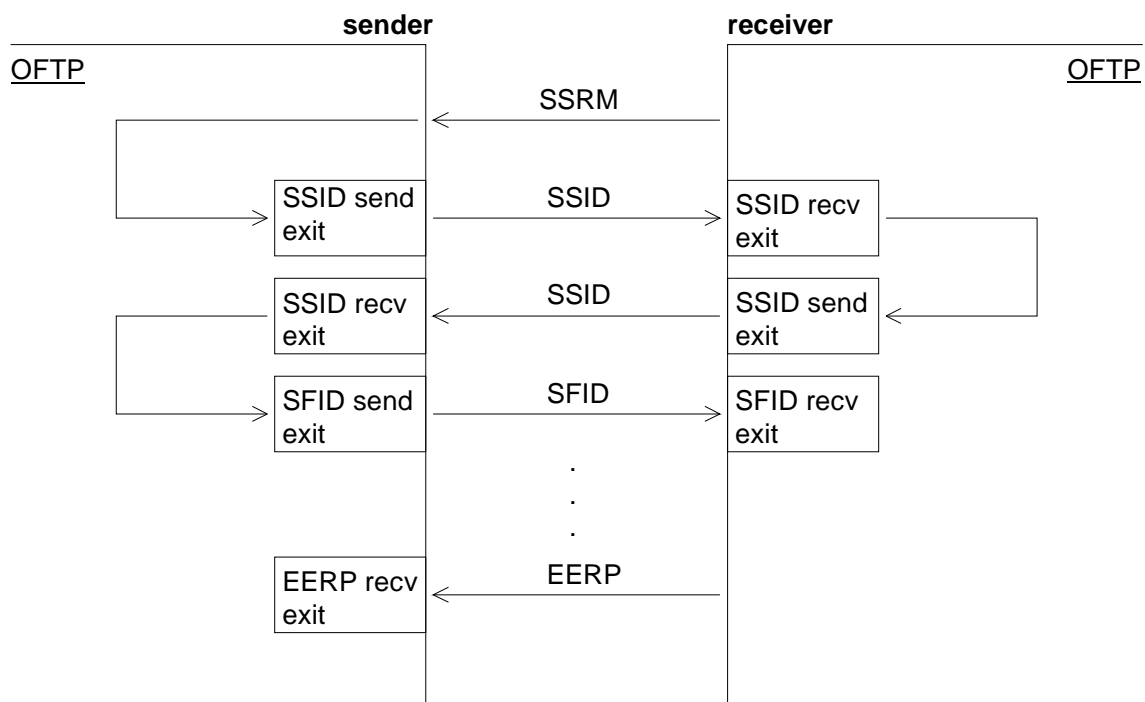 sender
receiver
OFTP
OFTP
SSRM
SSID send
exit
SSID
SSID recv
exit
SSID recv
exit
SSID
SSID send
exit
SFID send
exit
SFID
SFID recv
exit
.
.
.
EERP recv
exit
EERP